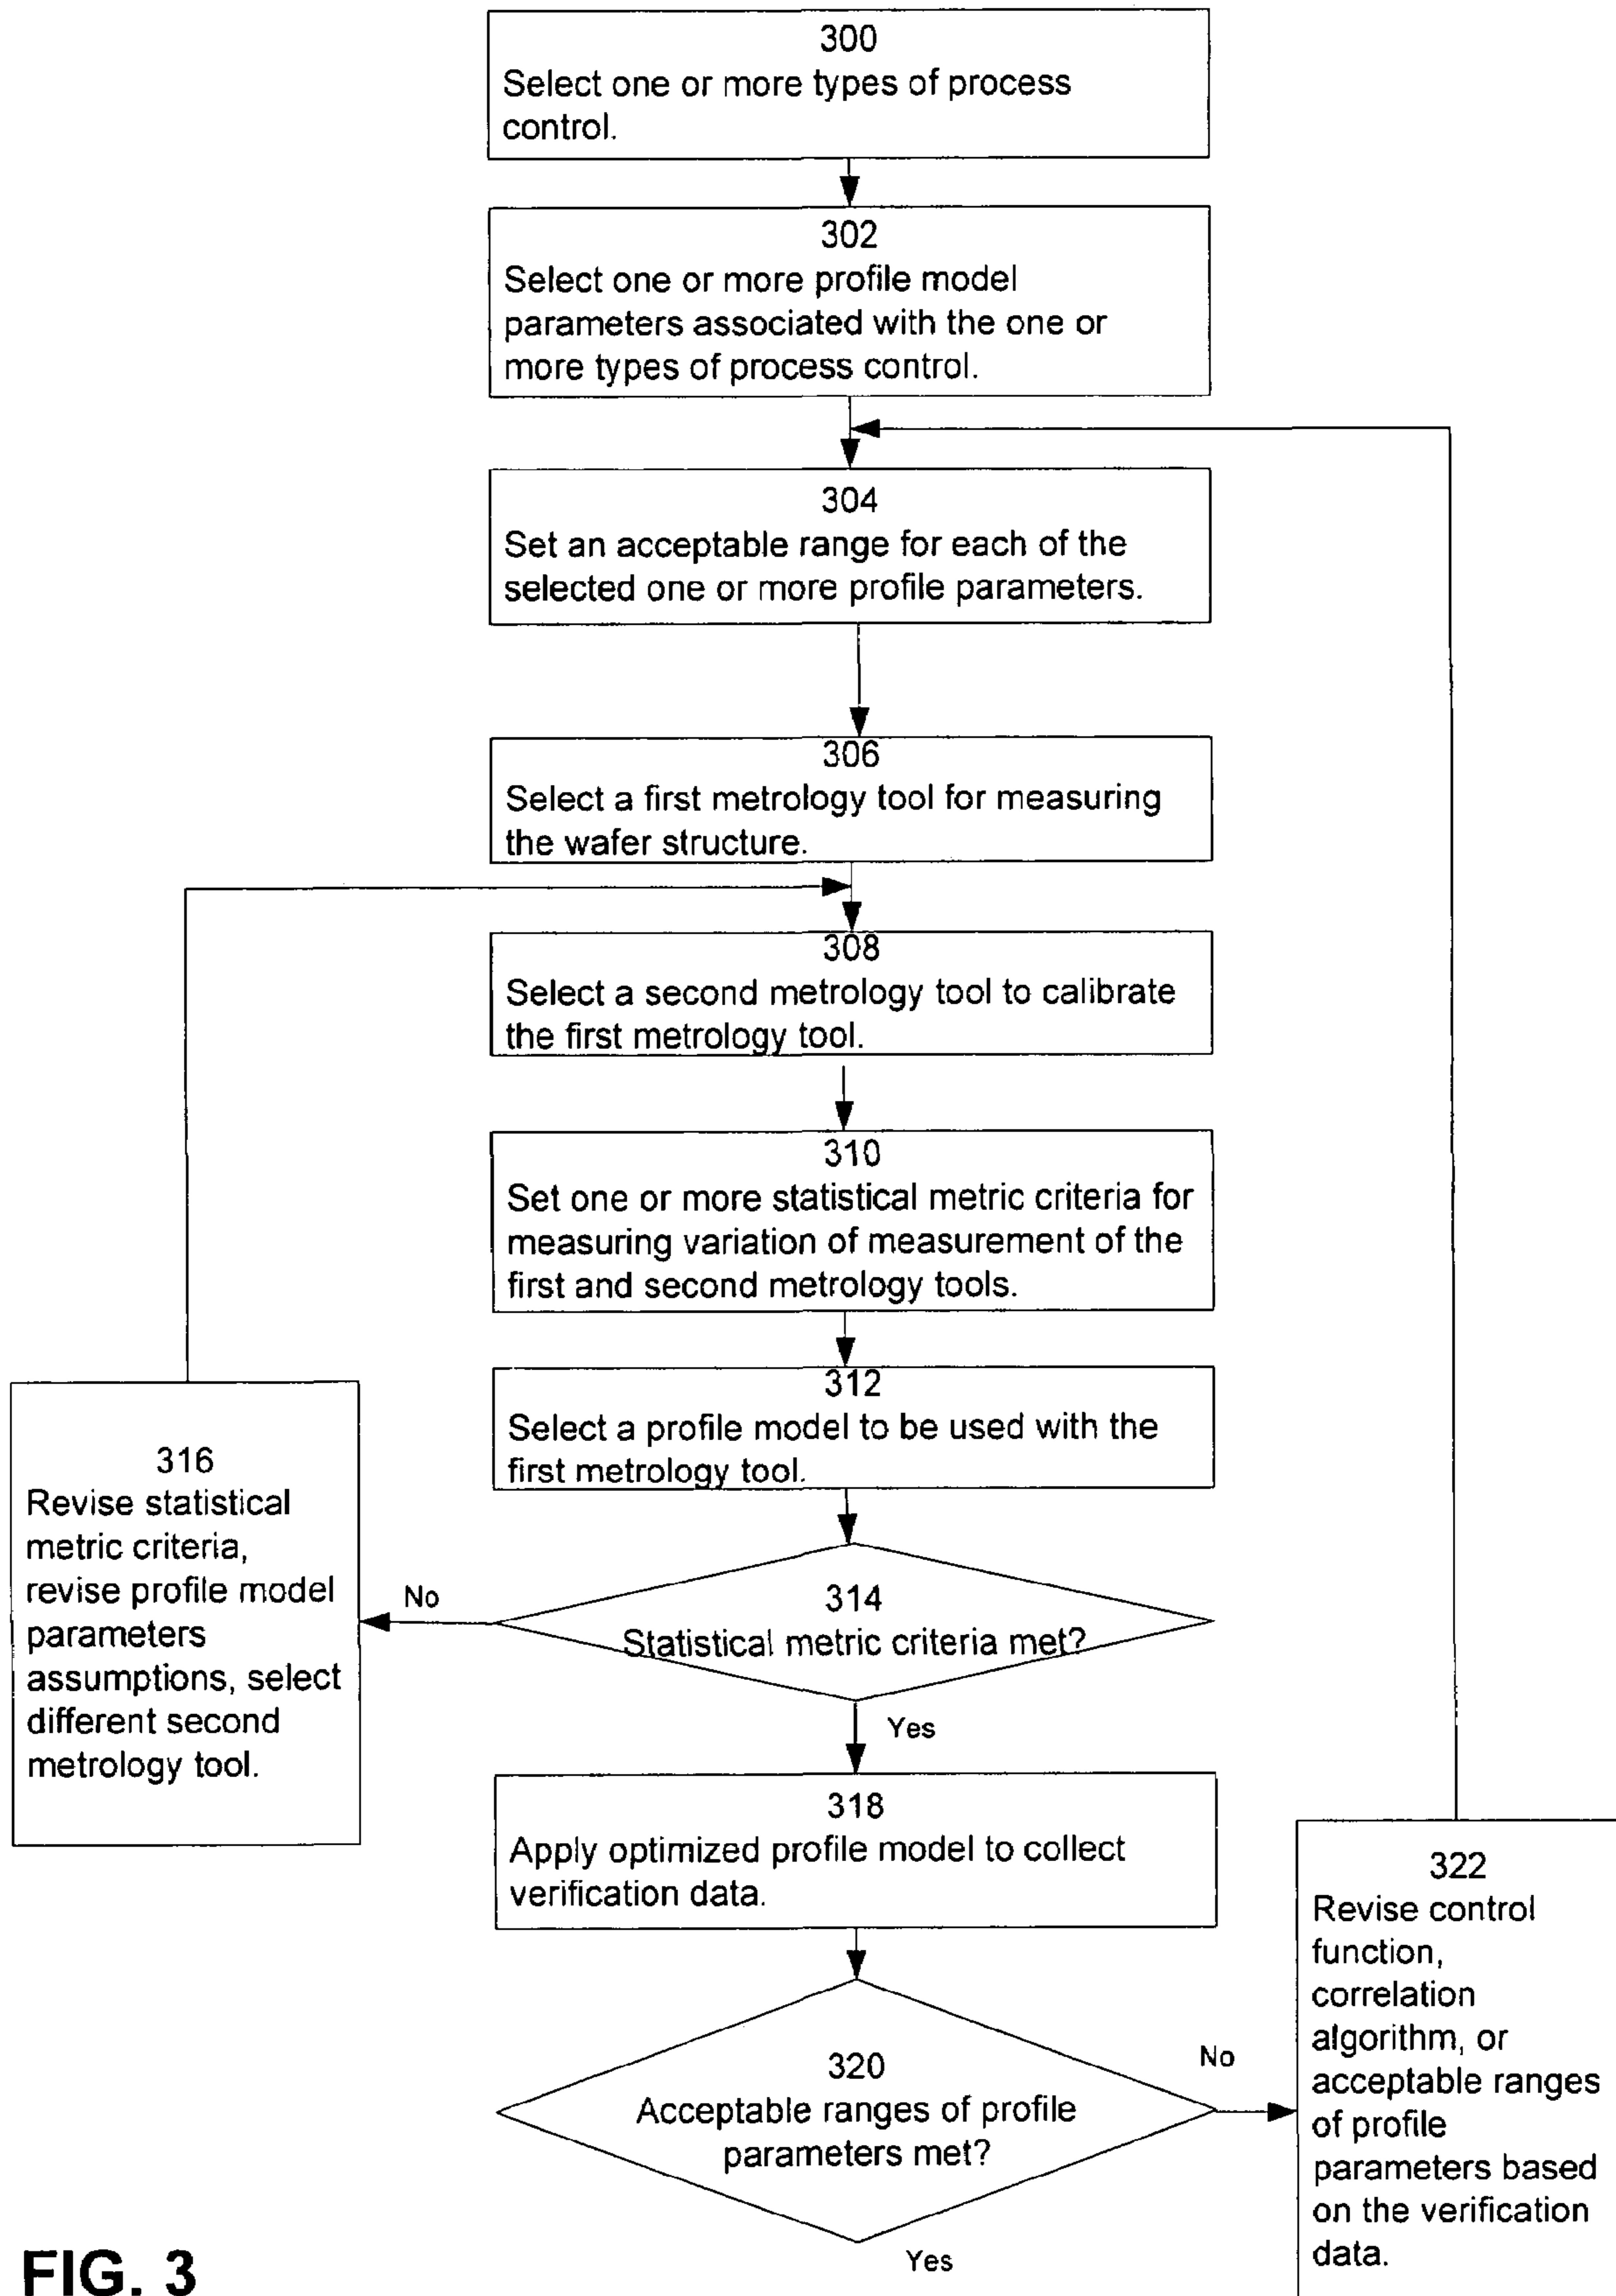 300
Select one or more types of process
control.
302
Select one or more profile model
parameters associated with the one or
more types of process control.
304
Set an acceptable range for each of the
selected one or more profile parameters.
306
Select a first metrology tool for measuring
the wafer structure.
308
Select a second metrology tool to calibrate
the first metrology tool.
310
Set one or more statistical metric criteria for
measuring variation of measurement of the
first and second metrology tools.
312
Select a profile model to be used with the
first metrology tool.
314
Statistical metric criteria met?
No
Yes
316
Revise statistical
metric criteria,
revise profile model
parameters
assumptions, select
different second
metrology tool.
318
Apply optimized profile model to collect
verification data.
320
Acceptable ranges of profile
parameters met?
No
Yes
322
Revise control
function,
correlation
algorithm, or
acceptable ranges
of profile
parameters based
on the verification
data.
FIG. 3